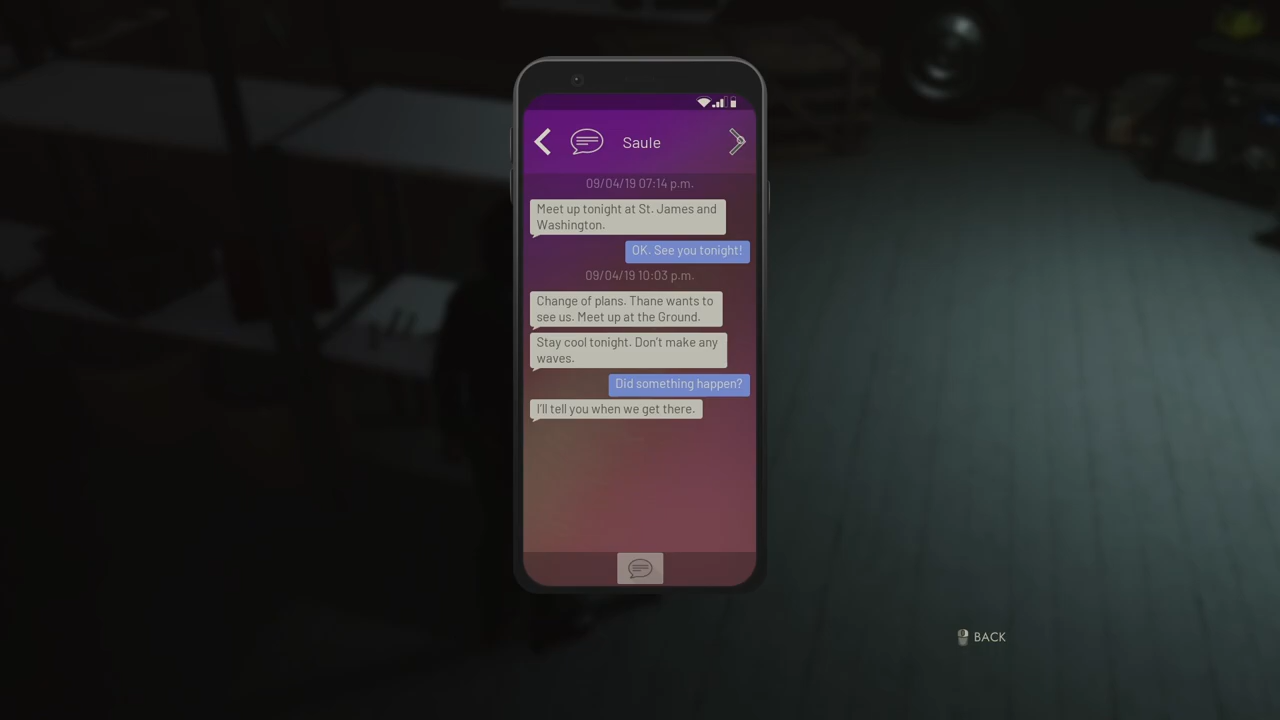 Saule
09/04/19 07:14 p.m.
Meet up tonight at St. James and
Washington.
OK. See you tonight!
09/04/19 10:03 p.m.
Change of plans. Thane wants to
see us. Meet up at the Ground.
Stay cool tonight. Don't make any
waves.
Did something happen?
I'll tell you when we get there.
BACK